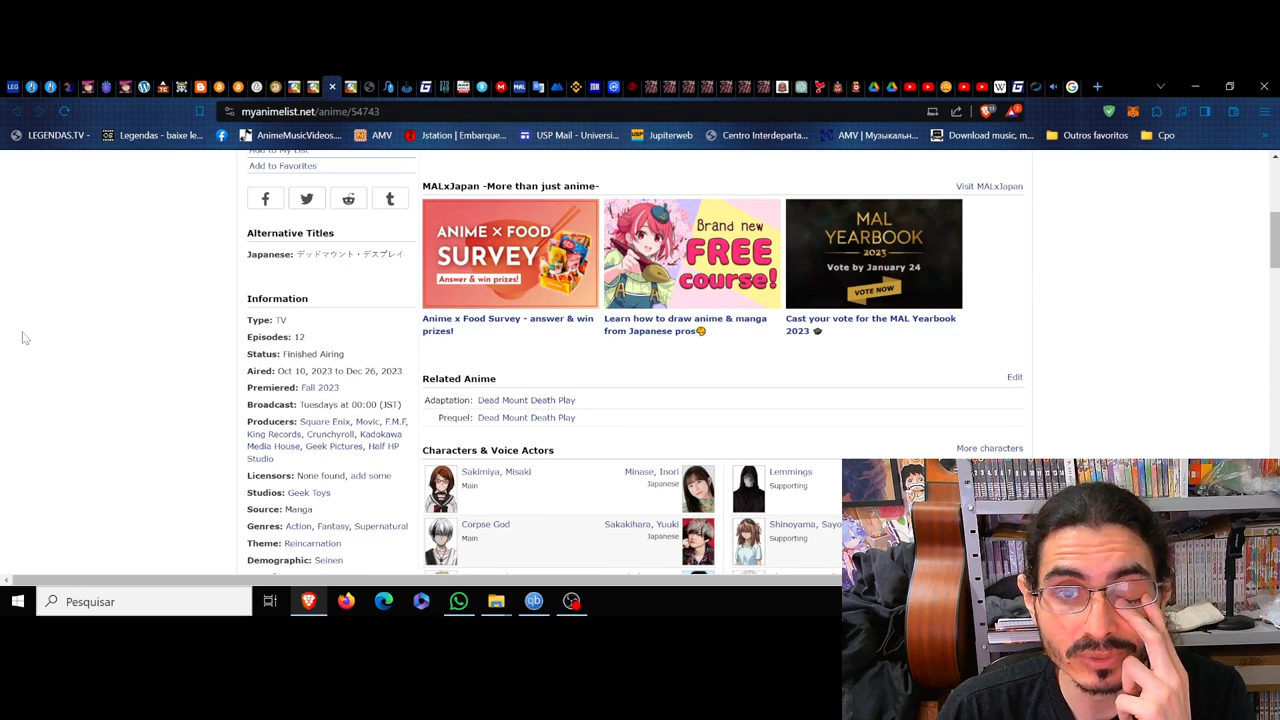 myanimelist.net/anime/54743
LEGENDAS.TV - Legendas - baixe le... AnimeMusicVideos.... AMV Jstation | Embarque... USP Mail - Universi... Jupiterweb Centro Interdeparta... AMV | Музыкальн... Download music, m... Outros favoritos Cpo
Add to My List
Add to Favorites
MALxJapan -More than just anime-
Visit MALxJapan
ANIME x FOOD
SURVEY
Answer & win prizes!
Brand new
FREE
course!
MAL
YEARBOOK
2023
Vote by January 24
VOTE NOW
Anime x Food Survey - answer & win
prizes!
Learn how to draw anime & manga
from Japanese pros
Cast your vote for the MAL Yearbook
2023
Alternative Titles
Japanese: デッドマウント・デスプレイ
Information
Type: TV
Episodes: 12
Status: Finished Airing
Aired: Oct 10, 2023 to Dec 26, 2023
Premiered: Fall 2023
Broadcast: Tuesdays at 00:00 (JST)
Producers: Square Enix, Movic, F.M.F,
King Records, Crunchyroll, Kadokawa
Media House, Geek Pictures, Half HP
Studio
Licensors: None found, add some
Studios: Geek Toys
Source: Manga
Genres: Action, Fantasy, Supernatural
Theme: Reincarnation
Demographic: Seinen
Related Anime
Edit
Adaptation: Dead Mount Death Play
Prequel: Dead Mount Death Play
Characters & Voice Actors
More characters
Sakimiya, Misaki
Main
Minase, Inori
Japanese
Lemmings
Supporting
Corpse God
Main
Sakakihara, Yuuki
Japanese
Shinoyama, Sayo
Supporting
Pesquisar